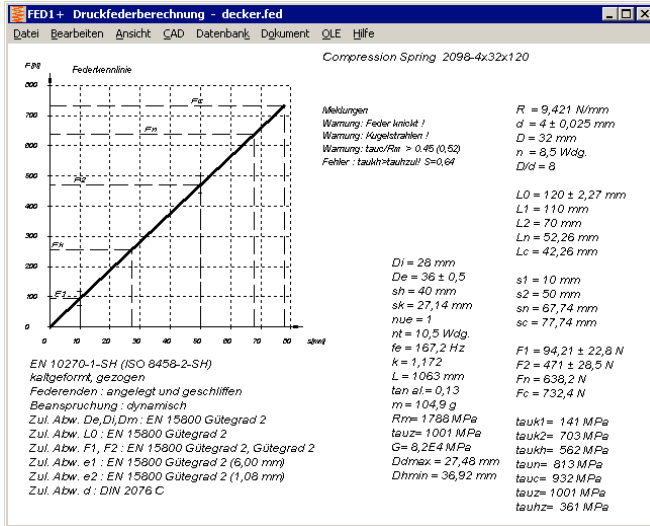 FED1+ Druckfederberechnung - decker.fed
Datei Bearbeiten Ansicht CAD Datenbank Dokument OLE Hilfe
Compression Spring 2098-4x32x120
F[N]
Federkennlinie
800
700
600
500
400
300
200
100
0
Fc
Fn
F2
Fk
F1
0 10 20 30 40 50 60 70 80 s[mm]
Meldungen
Warnung: Feder knickt !
Warnung: Kugelstrahlen !
Warnung: tauc/Rm > 0.45 (0,52)
Fehler : taukh>tauhzul! S=0,64
R = 9,421 N/mm
d = 4 ± 0,025 mm
D = 32 mm
n = 8,5 Wdg.
D/d = 8
L0 = 120 ± 2,27 mm
L1 = 110 mm
L2 = 70 mm
Ln = 52,26 mm
Lc = 42,26 mm
s1 = 10 mm
s2 = 50 mm
sn = 67,74 mm
sc = 77,74 mm
F1 = 94,21 ± 22,8 N
F2 = 471 ± 28,5 N
Fn = 638,2 N
Fc = 732,4 N
tauk1= 141 MPa
tauk2= 703 MPa
taukh= 562 MPa
taun= 813 MPa
tauc= 932 MPa
tauz= 1001 MPa
tauhz= 361 MPa
Di = 28 mm
De = 36 ± 0,5
sh = 40 mm
sk = 27,14 mm
nue = 1
nt = 10,5 Wdg.
fe = 167,2 Hz
k = 1,172
L = 1063 mm
tan al.= 0,13
m = 104,9 g
Rm= 1788 MPa
tauz= 1001 MPa
G= 8,2E4 MPa
Ddmax = 27,48 mm
Dhmin = 36,92 mm
EN 10270-1-SH (ISO 8458-2-SH)
kaltgeformt, gezogen
Federenden : angelegt und geschliffen
Beanspruchung : dynamisch
Zul. Abw. De,Di,Dm : EN 15800 Gütegrad 2
Zul. Abw. L0 : EN 15800 Gütegrad 2
Zul. Abw. F1, F2 : EN 15800 Gütegrad 2, Gütegrad 2
Zul. Abw. e1 : EN 15800 Gütegrad 2 (6,00 mm)
Zul. Abw. e2 : EN 15800 Gütegrad 2 (1,08 mm)
Zul. Abw. d : DIN 2076 C